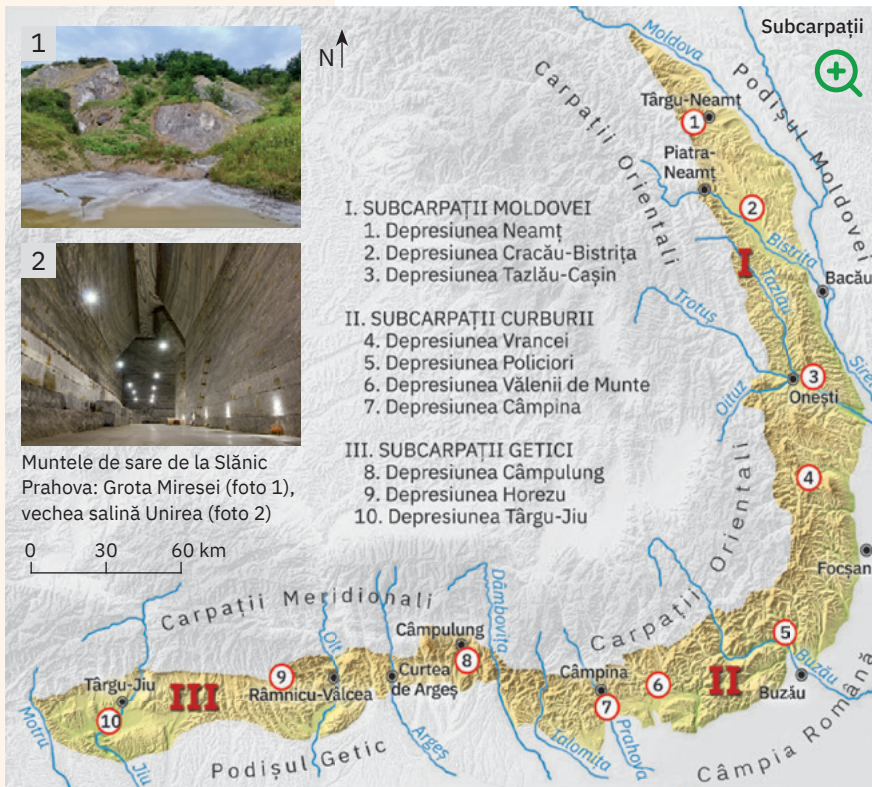 1
2
Muntele de sare de la Slănic
Prahova: Grota Miresei (foto 1),
vechea salină Unirea (foto 2)
0 30 60 km
N
Subcarpații
I. SUBCARPAȚII MOLDOVEI
1. Depresiunea Neamț
2. Depresiunea Cracău-Bistrița
3. Depresiunea Tazlău-Cașin
II. SUBCARPAȚII CURBURII
4. Depresiunea Vrancei
5. Depresiunea Policiori
6. Depresiunea Vălenii de Munte
7. Depresiunea Câmpina
III. SUBCARPAȚII GETICI
8. Depresiunea Câmpulung
9. Depresiunea Horezu
10. Depresiunea Târgu-Jiu
Moldova
Podișul Moldovei
Carpații Orientali
Târgu-Neamț
1
Piatra-
Neamț
2
Bistrița
I
Tazlău
Bacău
Trotuș
Siret
3
Onești
Oituz
4
Carpații Orientali
Focșan
5
Buzău
Buzău
II
6
Câmpina
7
Prahova
Ialomița
Câmpia Română
Dâmbovița
Carpații Meridionali
Câmpulung
8
Curtea
de Argeș
Argeș
Olt
9
Râmnicu-Vâlcea
Târgu-Jiu
III
10
Motru
Jiu
Podișul Getic